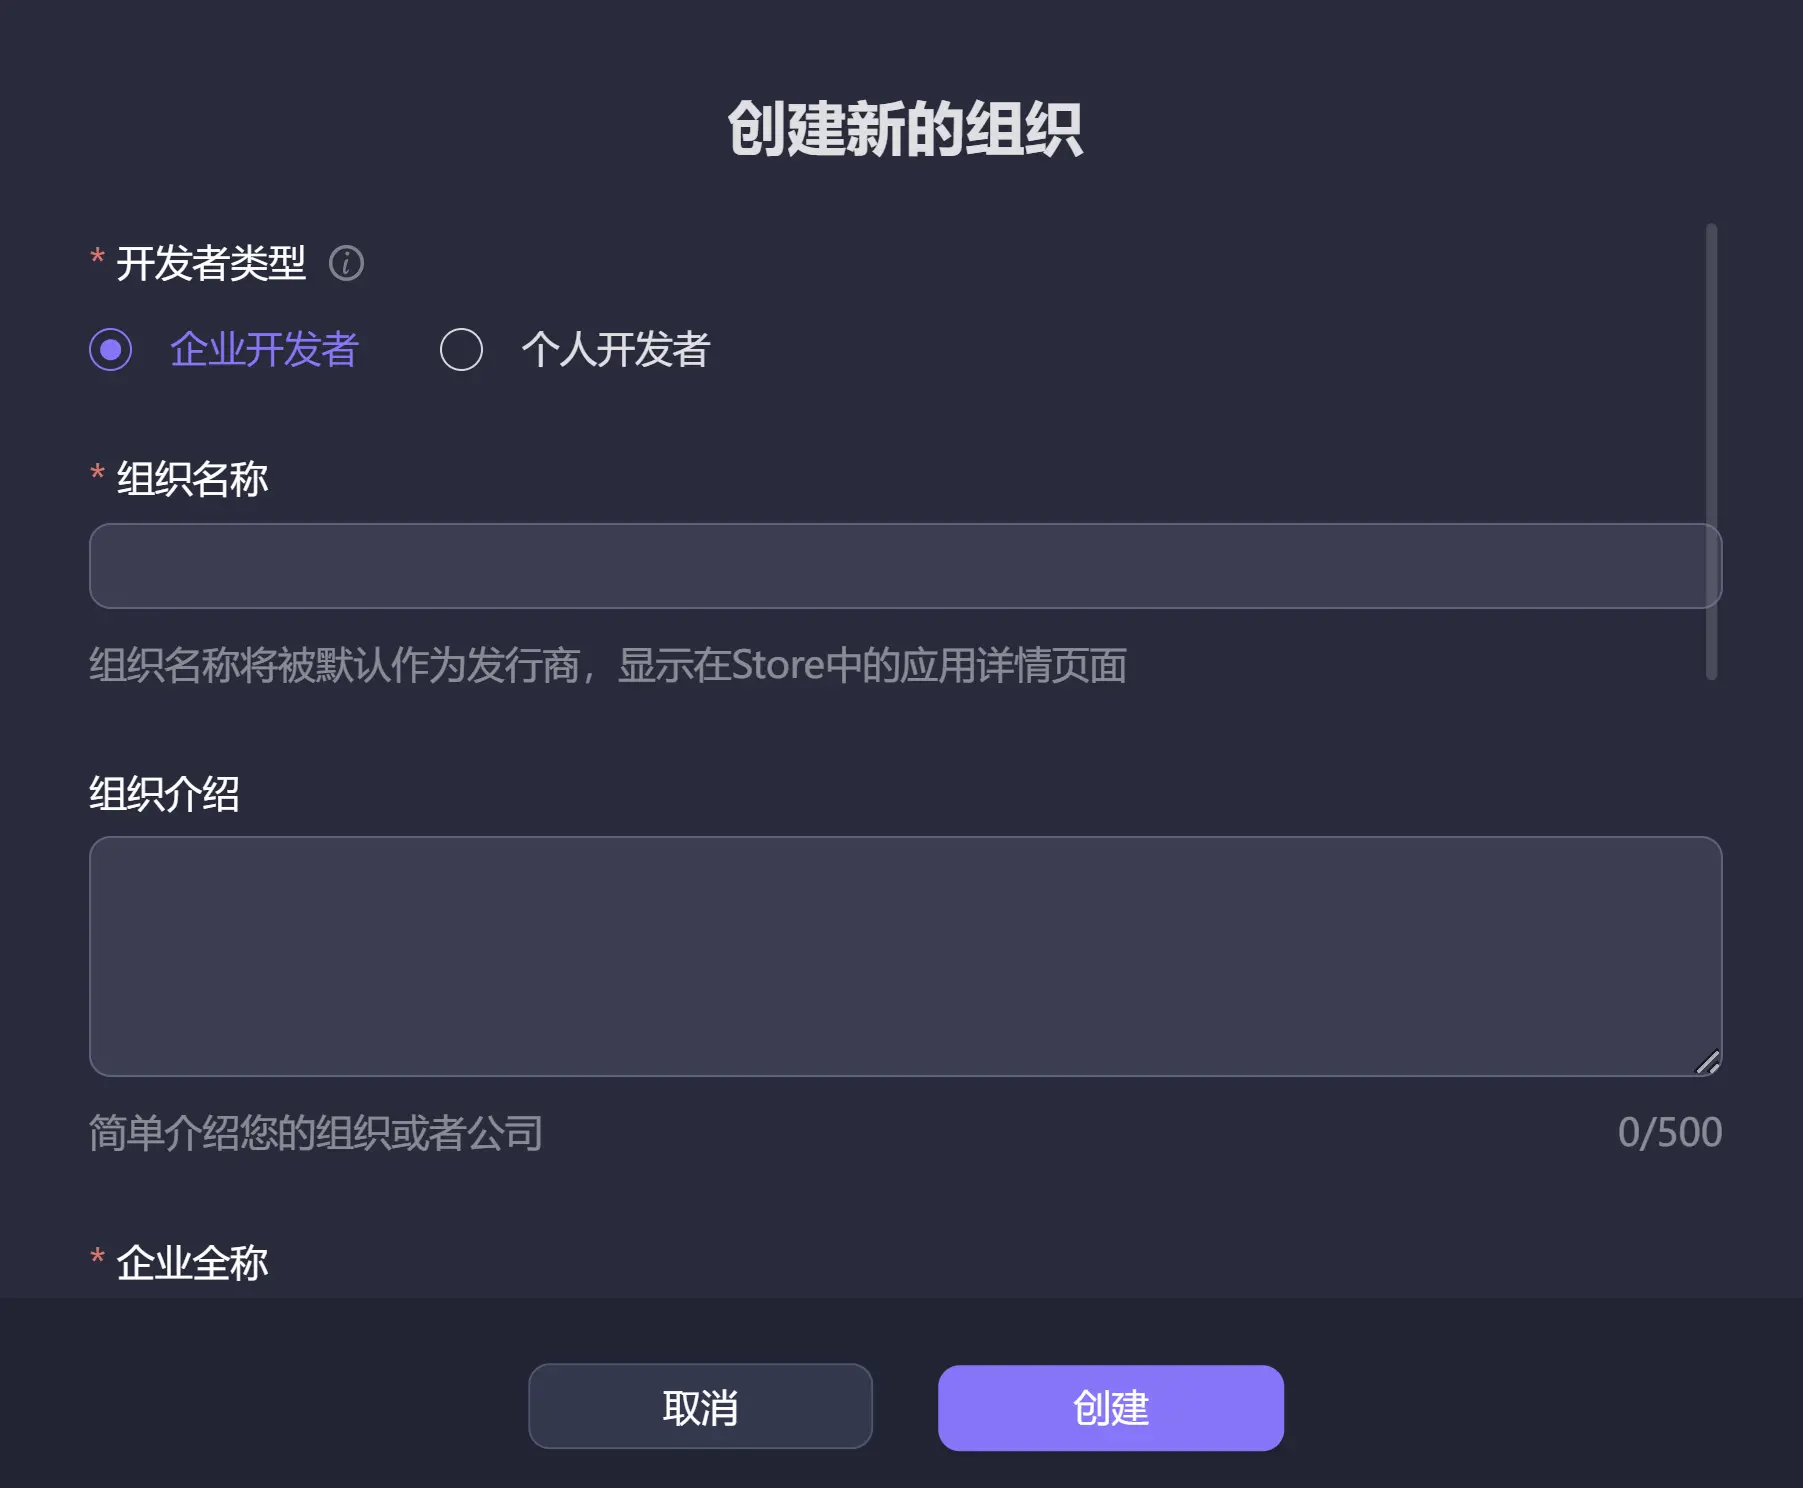 创建新的组织
* 开发者类型
企业开发者 个人开发者
* 组织名称
组织名称将被默认作为发行商，显示在Store中的应用详情页面
组织介绍
简单介绍您的组织或者公司 0/500
* 企业全称
取消 创建